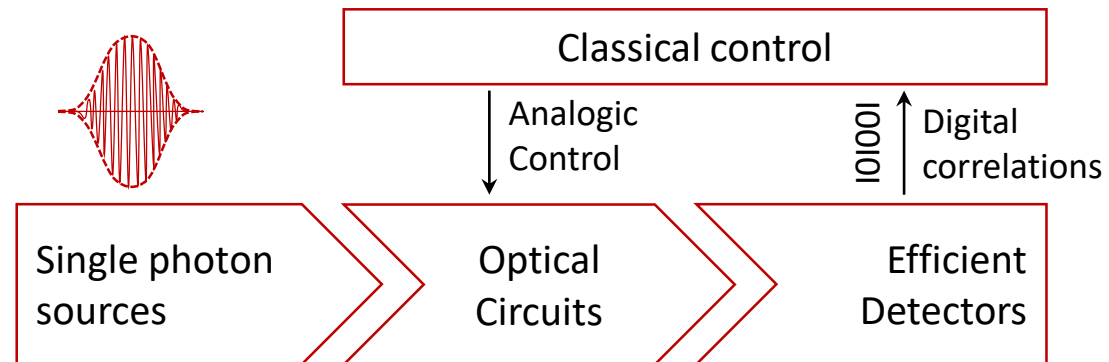 Classical control
Analogic
Control
IOIOOI
Digital
correlations
Single photon
sources
Optical
Circuits
Efficient
Detectors